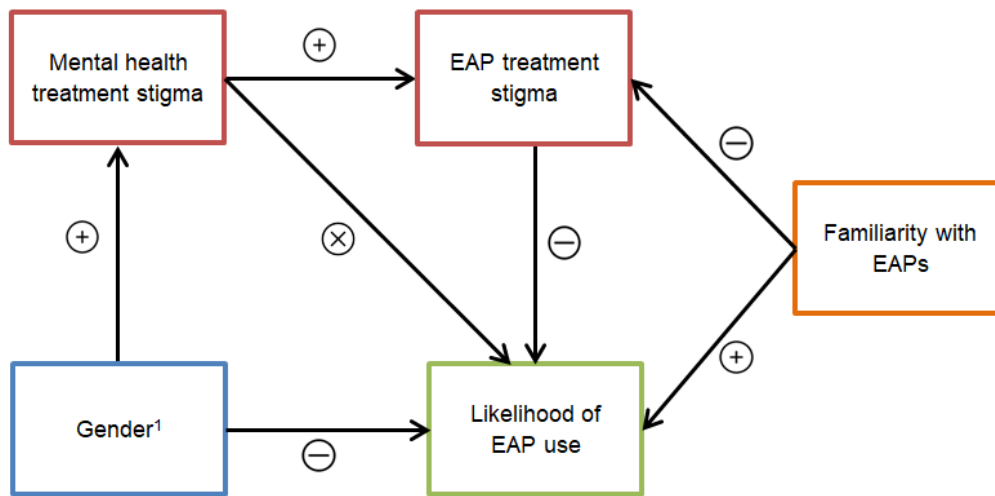 Mental health
treatment stigma
+
EAP treatment
stigma
−
+
×
−
Familiarity with
EAPs
+
Gender¹
−
Likelihood of
EAP use